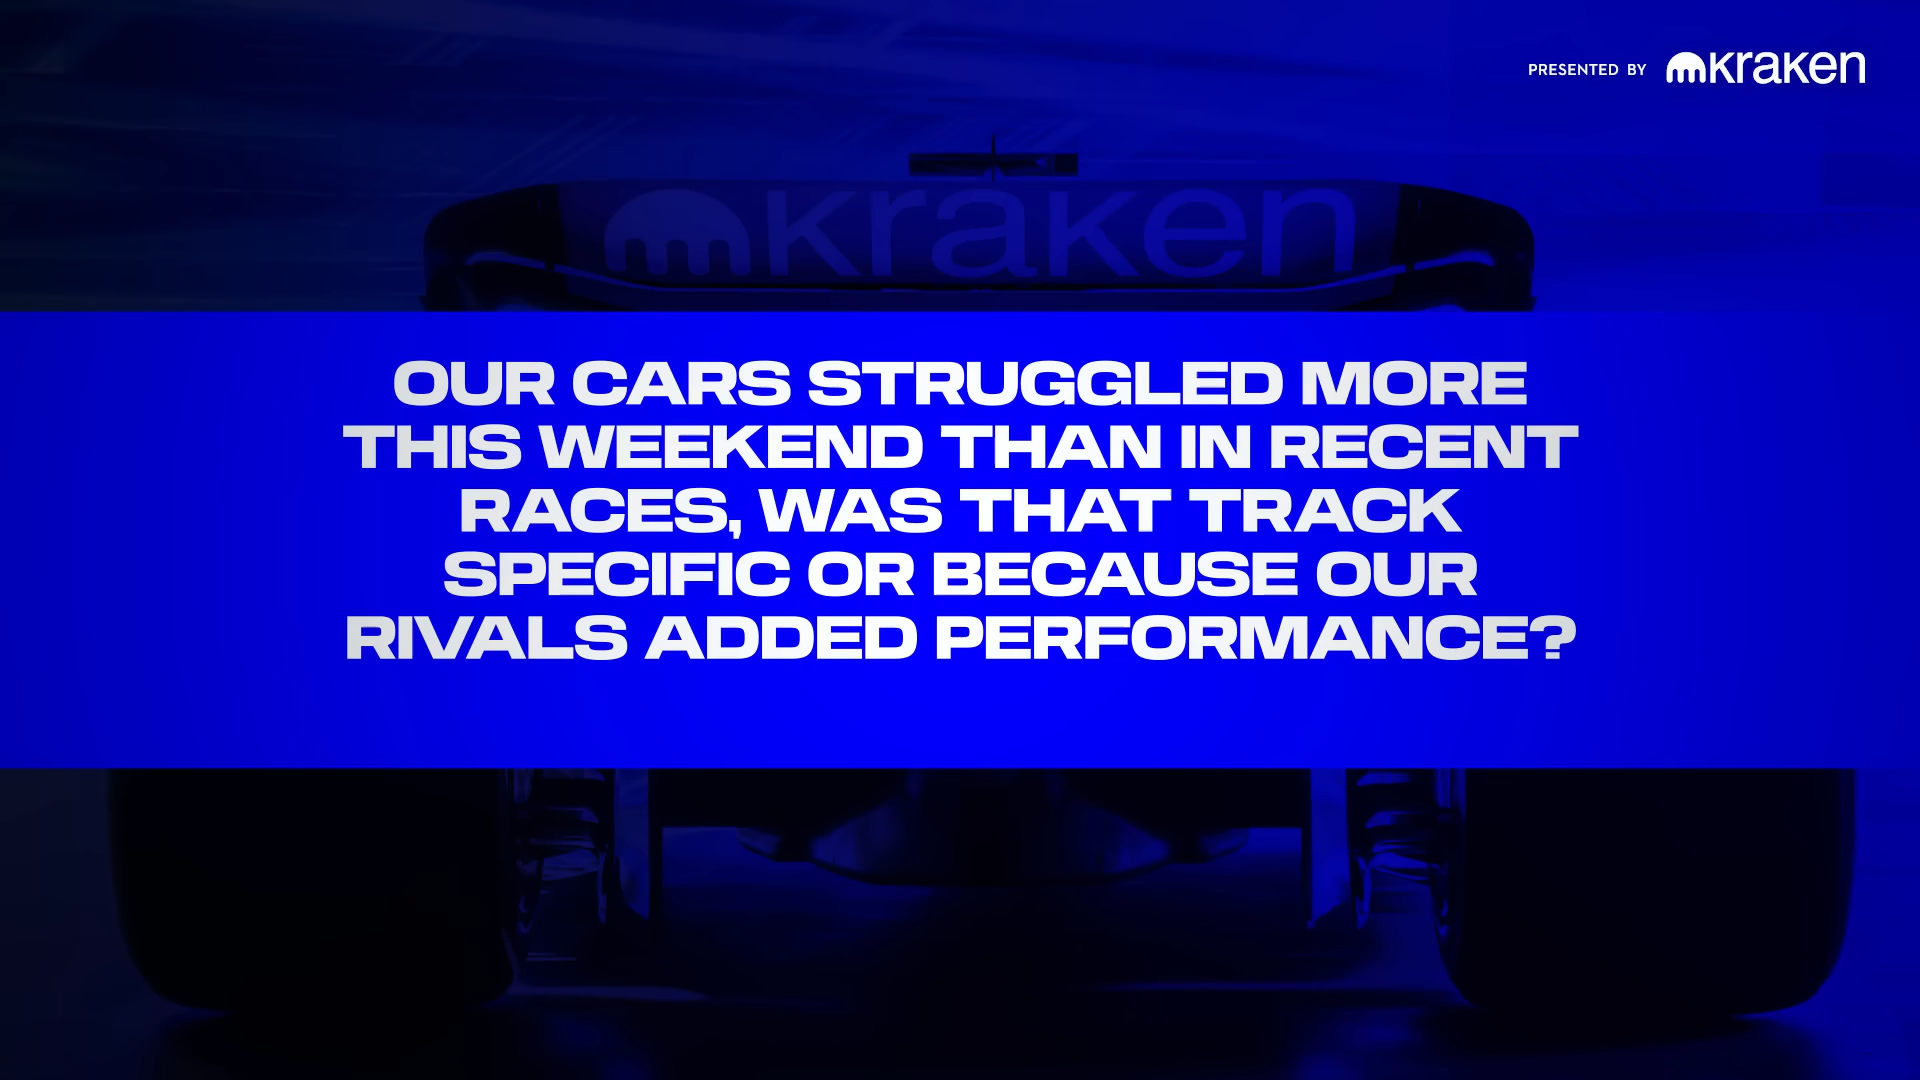 PRESENTED BY kraken
kraken
OUR CARS STRUGGLED MORE
THIS WEEKEND THAN IN RECENT
RACES, WAS THAT TRACK
SPECIFIC OR BECAUSE OUR
RIVALS ADDED PERFORMANCE?